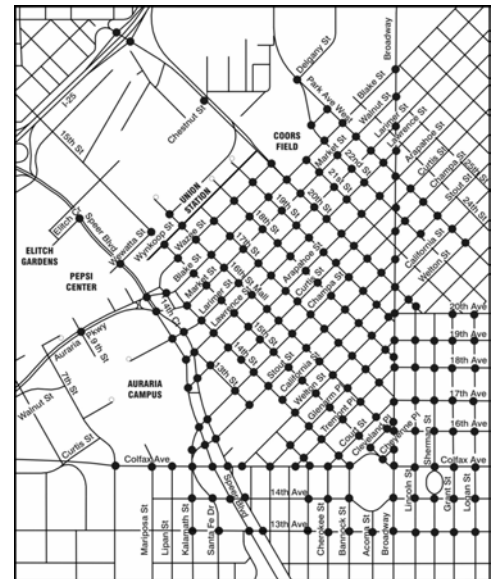 Delgany St
Broadway
I-25
Park Ave West
Blake St
Walnut St
Larimer St
Lawrence St
Chestnut St
15th St
COORS
FIELD
Market St
22nd St
21st St
Arapahoe St
Curtis St
Champa St
25th St
Stout St
24th St
UNION
STATION
20th St
19th St
18th St
17th St
Elitch Cr
Speer Blvd
Wewatta St
Wynkoop St
Wazee St
Blake St
Market St
16th St Mall
Larimer St
Lawrence St
Arapahoe St
Curtis St
Champa St
California St
Welton St
ELITCH
GARDENS
PEPSI
CENTER
14th Cr
20th Ave
19th Ave
18th Ave
17th Ave
16th Ave
Auraria Pkwy
9th St
7th St
Walnut St
Curtis St
AURARIA
CAMPUS
15th St
14th St
13th St
Stout St
California St
Welton St
Glenarm Pl
Tremont Pl
Court St
Cleveland Pl
Cheyenne Pl
Sherman St
Colfax Ave
Colfax Ave
Speer Blvd
Lincoln St
Grant St
Logan St
14th Ave
13th Ave
Mariposa St
Lipan St
Kalamath St
Santa Fe Dr
Cherokee St
Bannock St
Acoma St
Broadway